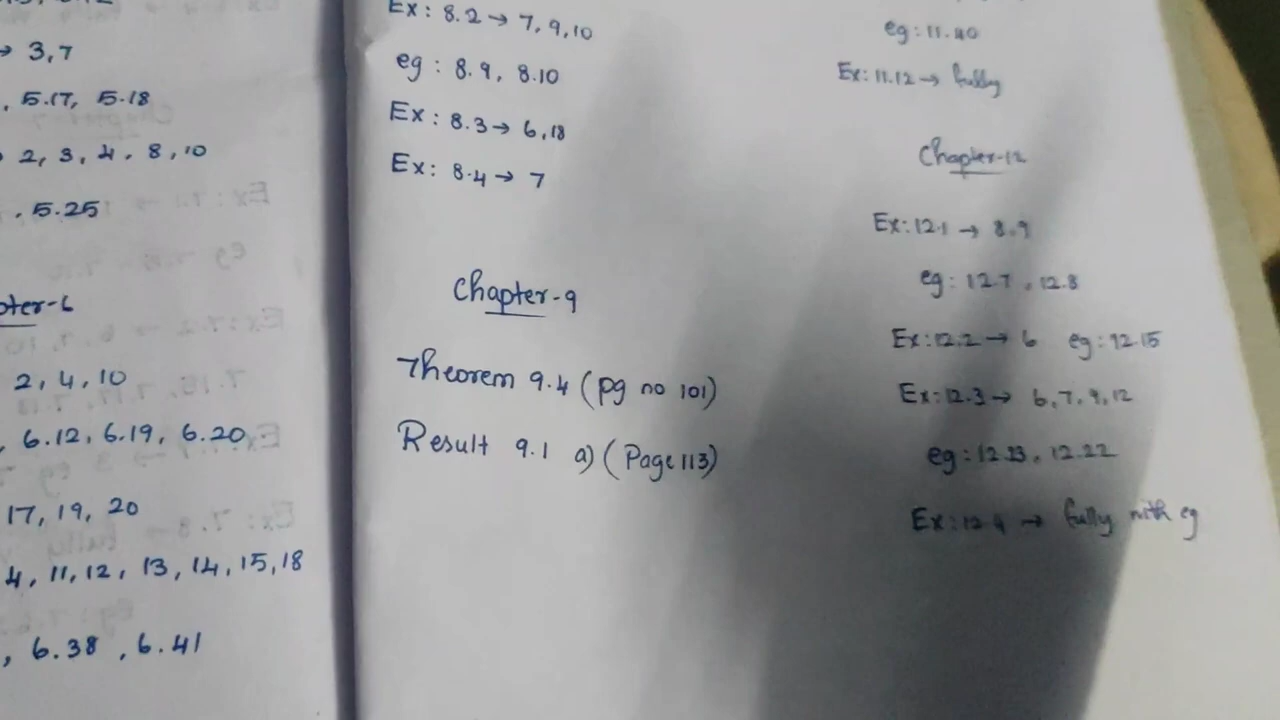 → 3,7
, 5.17, 5.18
2, 3, 4, 8, 10
, 5.25
pter-6
2, 4, 10
, 6.12, 6.19, 6.20
17, 19, 20
4, 11, 12, 13, 14, 15, 18
, 6.38 , 6.41
Ex: 8.2 → 7, 9, 10
eg : 8.9, 8.10
Ex: 8.3 → 6, 18
Ex: 8.4 → 7
Chapter-9
Theorem 9.4 (pg no 101)
Result 9.1 a) (Page 113)
eg: 11.40
Ex: 11.12 → fully
Chapter-12
Ex: 12.1 → 8.9
eg: 12.7, 12.8
Ex: 12.2 → 6 eg: 12.15
Ex: 12.3 → 6, 7, 9, 12
eg: 12.23, 12.22
Ex: 12.4 → fully with eg